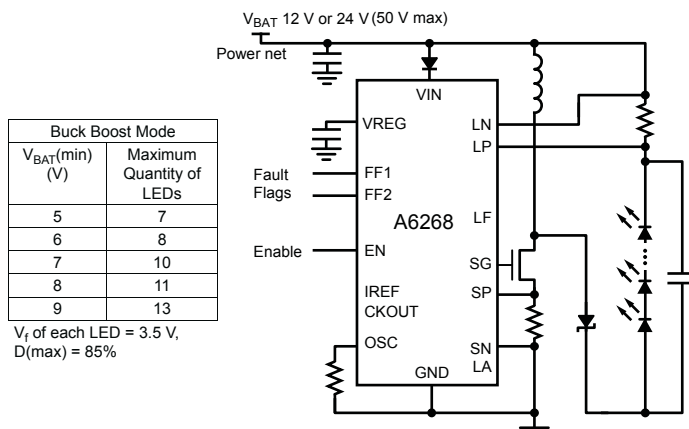 V_BAT 12 V or 24 V (50 V max)
Power net
VIN
VREG
LN
LP
Fault
Flags
FF1
FF2
A6268
LF
Enable
EN
SG
IREF
SP
CKOUT
OSC
SN
GND
LA
Buck Boost Mode
V_BAT(min)
(V)
Maximum
Quantity of
LEDs
5 7
6 8
7 10
8 11
9 13
V_f of each LED = 3.5 V,
D(max) = 85%